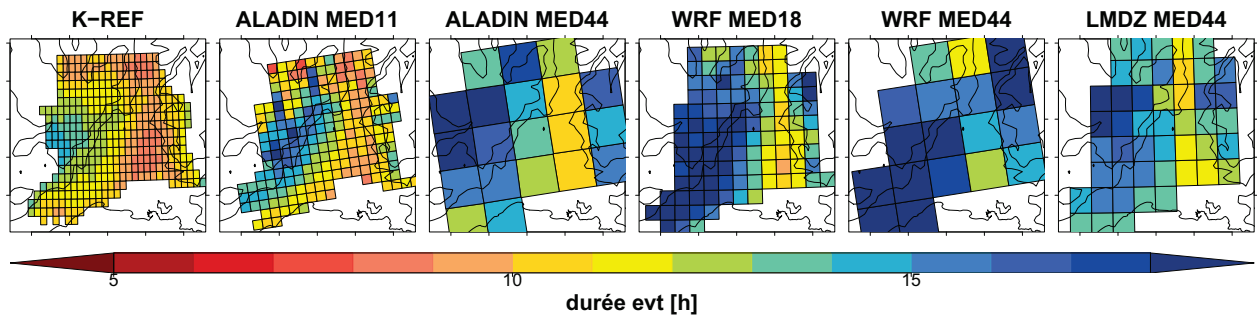 K−REF ALADIN MED11 ALADIN MED44 WRF MED18 WRF MED44 LMDZ MED44
5 10 15
durée evt [h]